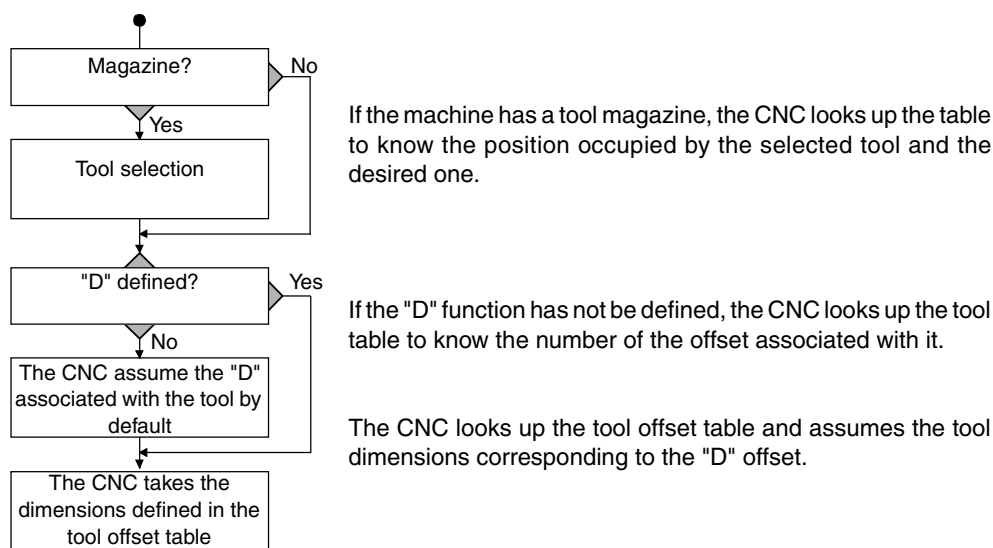 Magazine?
No
Yes
Tool selection
If the machine has a tool magazine, the CNC looks up the table
to know the position occupied by the selected tool and the
desired one.
"D" defined?
Yes
No
If the "D" function has not be defined, the CNC looks up the tool
table to know the number of the offset associated with it.
The CNC assume the "D"
associated with the tool by
default
The CNC looks up the tool offset table and assumes the tool
dimensions corresponding to the "D" offset.
The CNC takes the
dimensions defined in the
tool offset table